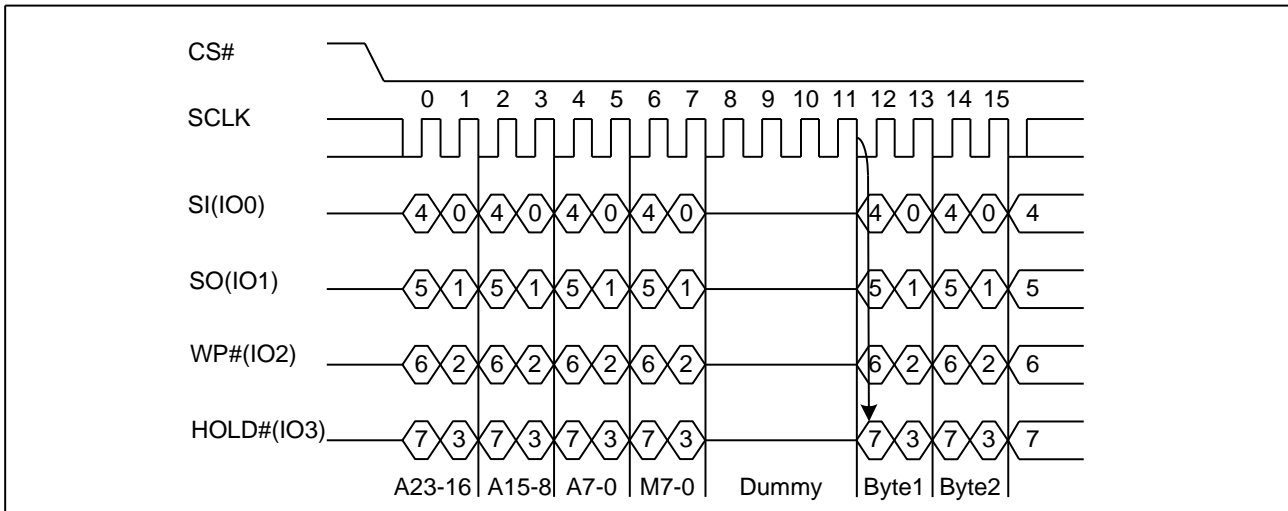 CS#
0 1 2 3 4 5 6 7 8 9 10 11 12 13 14 15
SCLK
SI(IO0) 4 0 4 0 4 0 4 0 4 0 4 0 4
SO(IO1) 5 1 5 1 5 1 5 1 5 1 5 1 5
WP#(IO2) 6 2 6 2 6 2 6 2 6 2 6 2 6
HOLD#(IO3) 7 3 7 3 7 3 7 3 7 3 7 3 7
A23-16 A15-8 A7-0 M7-0 Dummy Byte1 Byte2